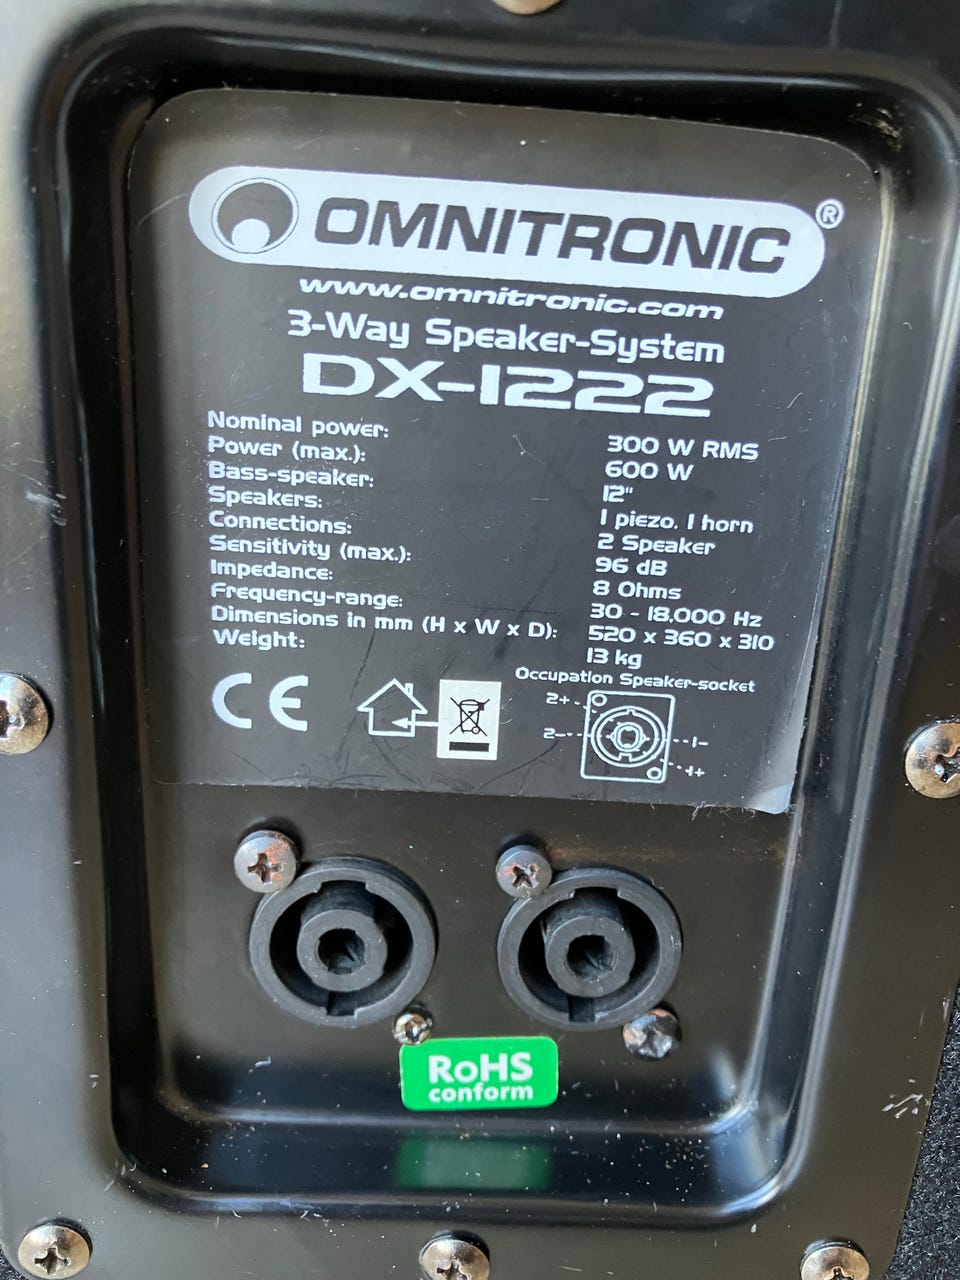 OMNITRONIC®
www.omnitronic.com
3-Way Speaker-System
DX-1222
Nominal power: 300 W RMS
Power (max.): 600 W
Bass-speaker: 12"
Speakers: 1 piezo, 1 horn
Connections: 2 Speaker
Sensitivity (max.): 96 dB
Impedance: 8 Ohms
Frequency-range: 30 - 18,000 Hz
Dimensions in mm (H x W x D): 520 x 360 x 310
Weight: 13 kg
CE
Occupation Speaker-socket
2+
2-
1-
1+
RoHS
conform